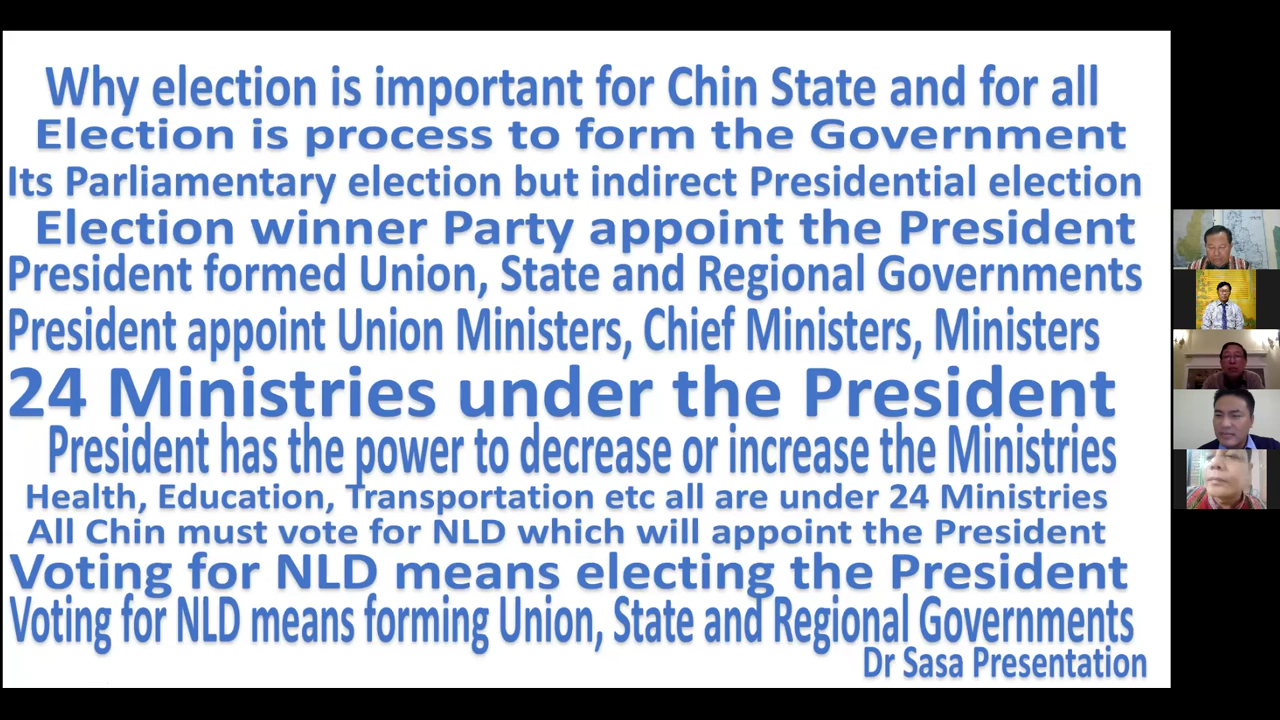 Why election is important for Chin State and for all
Election is process to form the Government
Its Parliamentary election but indirect Presidential election
Election winner Party appoint the President
President formed Union, State and Regional Governments
President appoint Union Ministers, Chief Ministers, Ministers
24 Ministries under the President
President has the power to decrease or increase the Ministries
Health, Education, Transportation etc all are under 24 Ministries
All Chin must vote for NLD which will appoint the President
Voting for NLD means electing the President
Voting for NLD means forming Union, State and Regional Governments
Dr Sasa Presentation